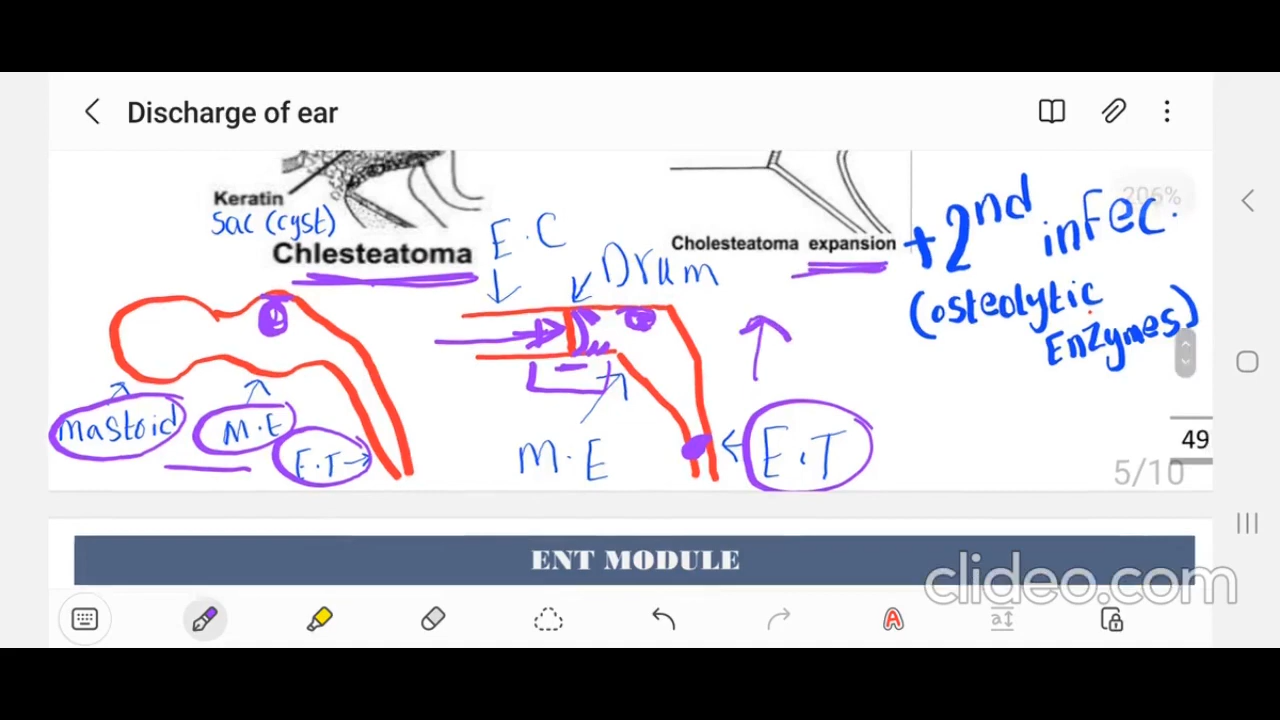 Discharge of ear
Keratin
Sac (cyst)
Chlesteatoma
E.C
Drum
Cholesteatoma expansion
206%
+ 2nd infec.
(osteolytic
Enzymes)
mastoid
M.E
E.T
M.E
E.T
49
5/10
ENT MODULE
clideo.com